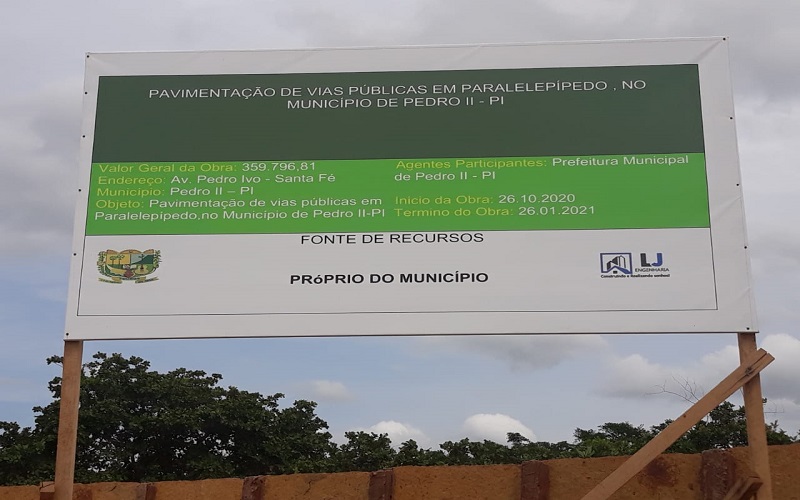 PAVIMENTAÇÃO DE VIAS PÚBLICAS EM PARALELEPÍPEDO , NO
MUNICÍPIO DE PEDRO II - PI
Valor Geral da Obra: 359.796,81
Endereço: Av. Pedro Ivo - Santa Fé
Município: Pedro II – PI
Objeto: Pavimentação de vias públicas em
Paralelepípedo,no Município de Pedro II-PI
Agentes Participantes: Prefeitura Municipal
de Pedro II - PI
Início da Obra: 26.10.2020
Termino do Obra: 26.01.2021
FONTE DE RECURSOS
PRóPRIO DO MUNICÍPIO
LJ
ENGENHARIA
Construindo e Realizando sonhos!